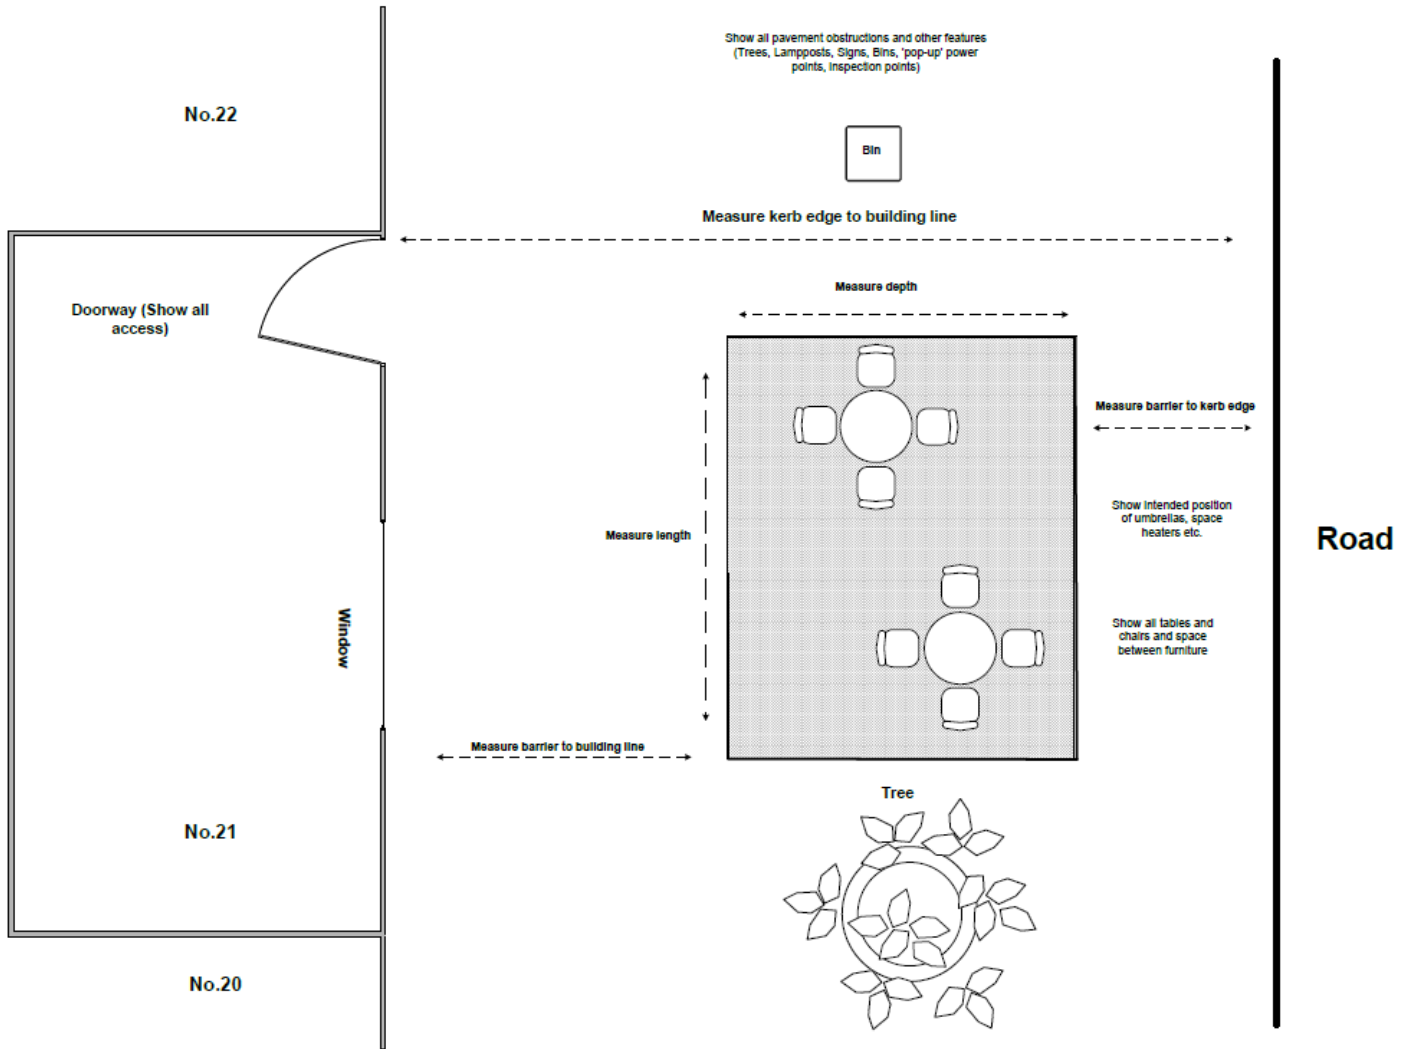 Show all pavement obstructions and other features
(Trees, Lampposts, Signs, Bins, 'pop-up' power
points, inspection points)
No.22
Bin
Measure kerb edge to building line
Measure depth
Doorway (Show all
access)
Measure barrier to kerb edge
Show intended position
of umbrellas, space
heaters etc.
Measure length
Road
Window
Show all tables and
chairs and space
between furniture
Measure barrier to building line
Tree
No.21
No.20